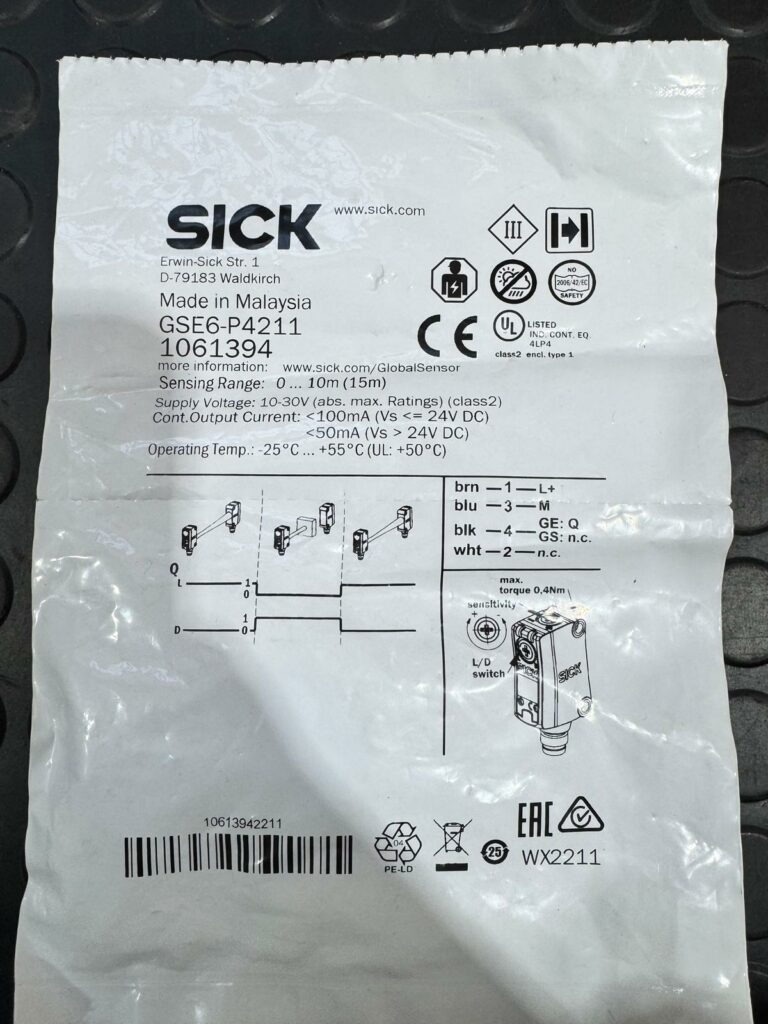 SICK www.sick.com
Erwin-Sick Str. 1
D-79183 Waldkirch
Made in Malaysia
GSE6-P4211
1061394
III
NO
2006/42/EC
SAFETY
CE
UL LISTED
IND. CONT. EQ.
4LP4
class2 encl. type 1
more information: www.sick.com/GlobalSensor
Sensing Range: 0 ... 10m (15m)
Supply Voltage: 10-30V (abs. max. Ratings) (class2)
Cont.Output Current: <100mA (Vs <= 24V DC)
<50mA (Vs > 24V DC)
Operating Temp.: -25°C ... +55°C (UL: +50°C)
Q
L 1
0
D 1
0
brn 1 L+
blu 3 M
blk 4 GE: Q
GS: n.c.
wht 2 n.c.
max.
torque 0,4Nm
sensitivity
+ -
L/D
switch
SICK
10613942211
04
PE-LD
25
EAC
WX2211